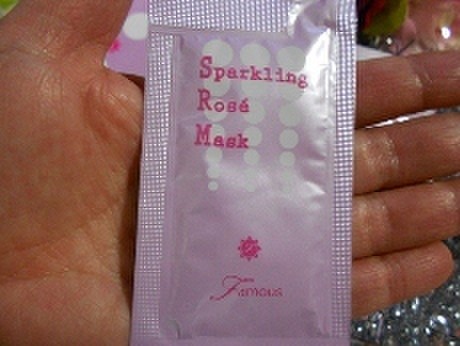 Sparkling
Rosé
Mask
Famous